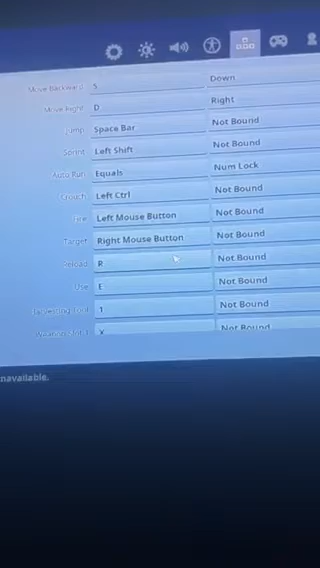 Move Backward S Down
Move Right D Right
Jump Space Bar Not Bound
Sprint Left Shift Not Bound
Auto Run Equals Num Lock
Crouch Left Ctrl Not Bound
Fire Left Mouse Button Not Bound
Target Right Mouse Button Not Bound
Reload R Not Bound
Use E Not Bound
Harvesting Tool 1 Not Bound
Not Bound
navailable.